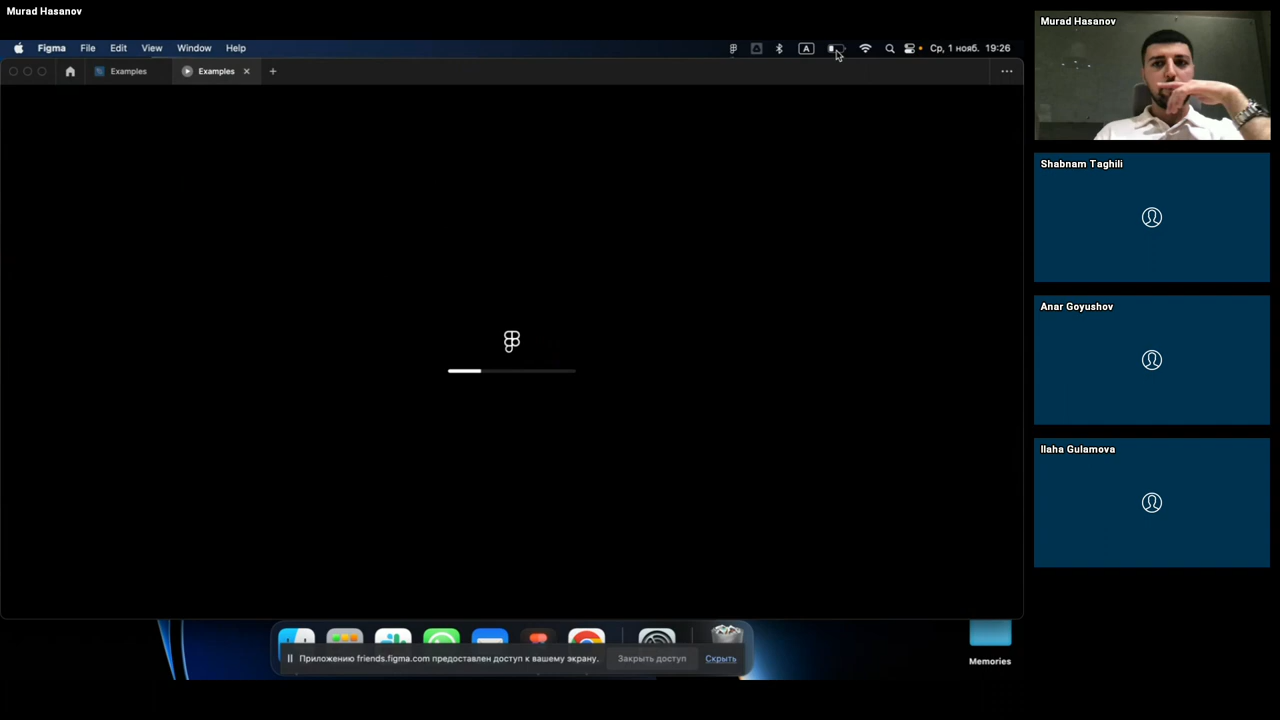 Murad Hasanov
Figma File Edit View Window Help
A
Ср, 1 нояб. 19:26
Examples
Examples
Murad Hasanov
Shabnam Taghili
Anar Goyushov
Ilaha Gulamova
Приложению friends.figma.com предоставлен доступ к вашему экрану.
Закрыть доступ
Скрыть
Memories